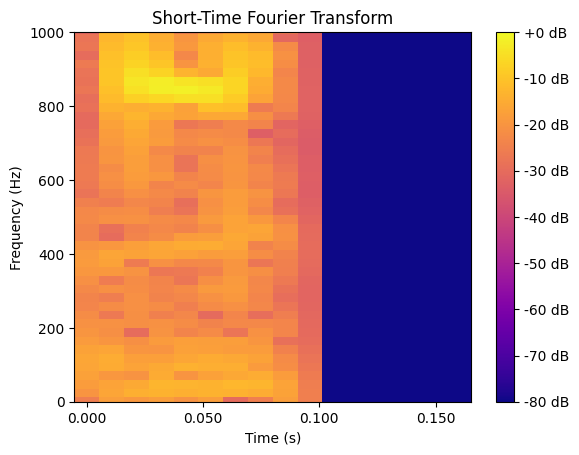 Short-Time Fourier Transform
1000
800
600
400
200
0
Frequency (Hz)
0.000
0.050
0.100
0.150
Time (s)
+0 dB
-10 dB
-20 dB
-30 dB
-40 dB
-50 dB
-60 dB
-70 dB
-80 dB